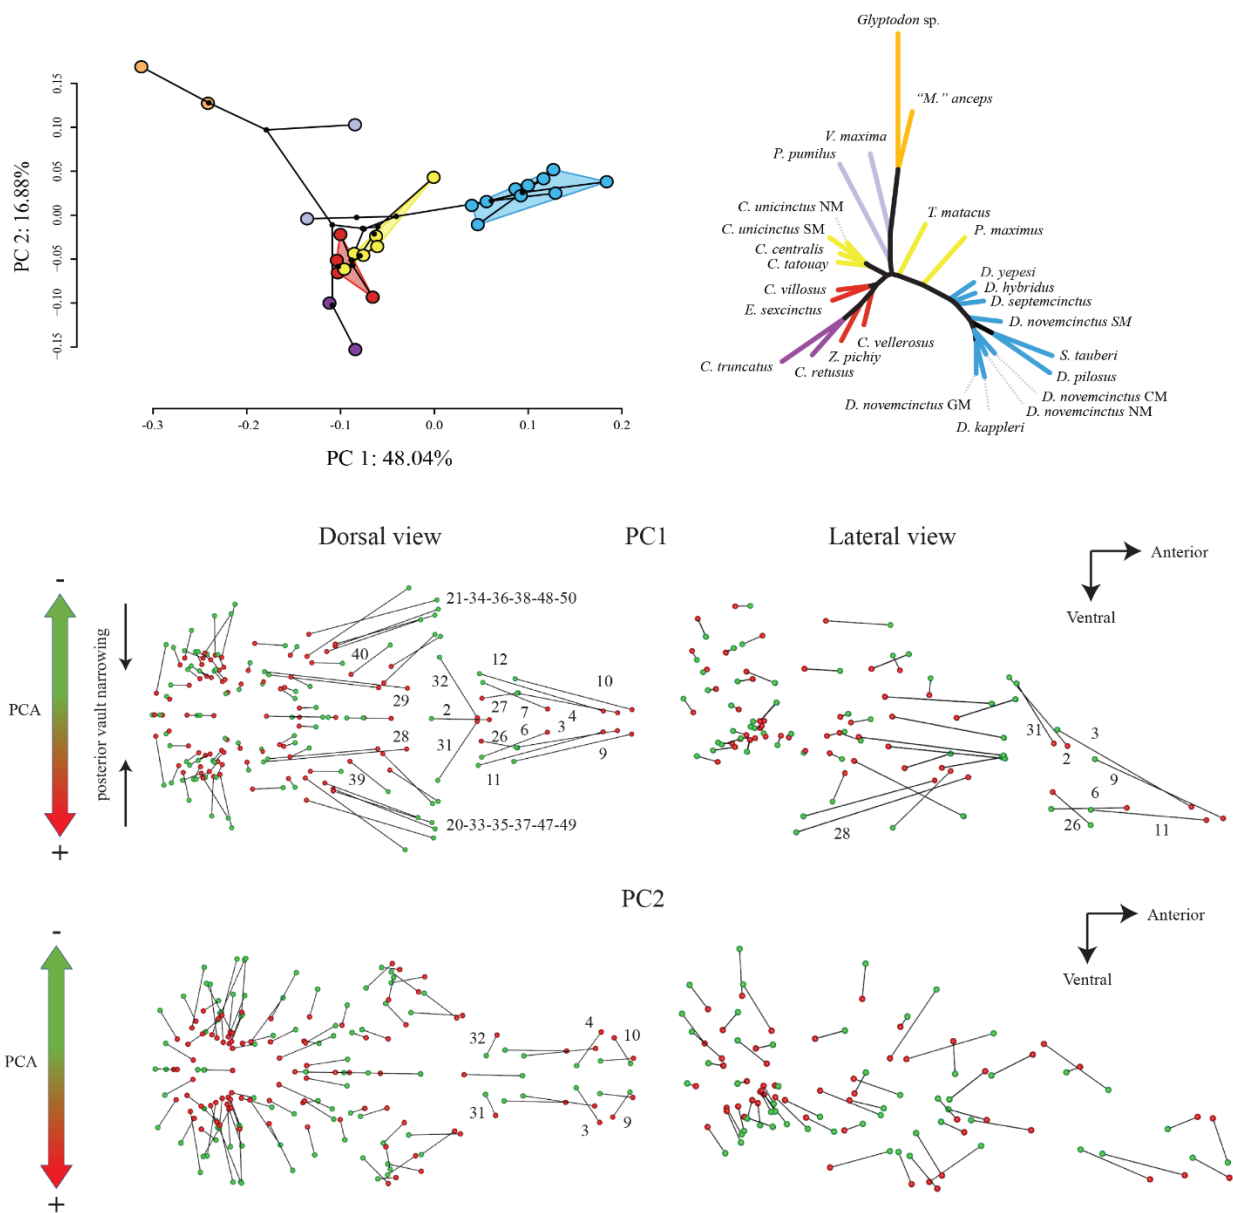 PC 2: 16.88%
0.15
0.10
0.05
0.00
−0.05
−0.10
−0.15
-0.3
-0.2
-0.1
0.0
0.1
0.2
PC 1: 48.04%
Glyptodon sp.
“M.” anceps
V. maxima
P. pumilus
C. unicinctus NM
T. matacus
C. unicinctus SM
P. maximus
C. centralis
C. tatouay
D. yepesi
C. villosus
D. hybridus
D. septemcinctus
E. sexcinctus
D. novemcinctus SM
C. vellerosus
Z. pichiy
S. tauberi
C. truncatus
C. retusus
D. pilosus
D. novemcinctus CM
D. novemcinctus GM
D. novemcinctus NM
D. kappleri
Dorsal view
PC1
Lateral view
Anterior
Ventral
-
PCA
+
posterior vault narrowing
21-34-36-38-48-50
40
12
32
10
29
27
7
4
2
3
28
26
6
31
9
11
39
20-33-35-37-47-49
31
3
2
9
6
26
11
28
PC2
Anterior
Ventral
-
PCA
+
32
4
10
31
3
9